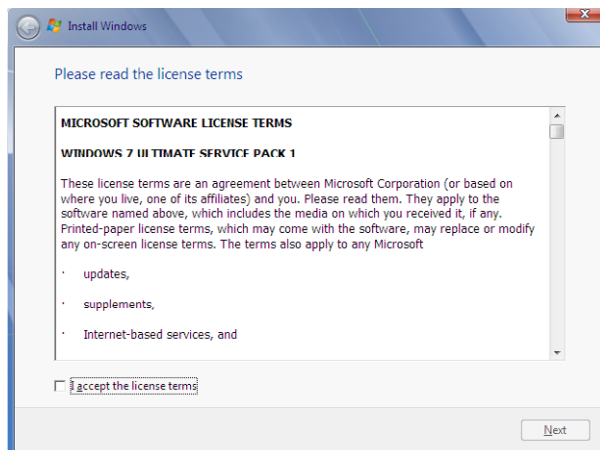 Install Windows
Please read the license terms
MICROSOFT SOFTWARE LICENSE TERMS
WINDOWS 7 ULTIMATE SERVICE PACK 1
These license terms are an agreement between Microsoft Corporation (or based on
where you live, one of its affiliates) and you. Please read them. They apply to the
software named above, which includes the media on which you received it, if any.
Printed-paper license terms, which may come with the software, may replace or modify
any on-screen license terms. The terms also apply to any Microsoft
· updates,
· supplements,
· Internet-based services, and
I accept the license terms
Next